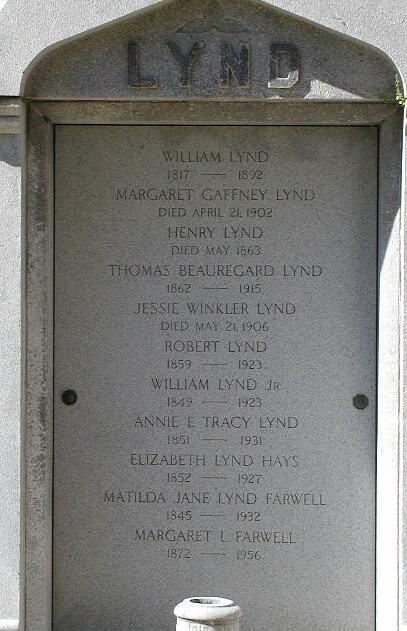 LYND
WILLIAM LYND
1817 — 1892
MARGARET GAFFNEY LYND
DIED APRIL 21, 1902
HENRY LYND
DIED MAY 1863
THOMAS BEAUREGARD LYND
1862 — 1915
JESSIE WINKLER LYND
DIED MAY 21, 1906
ROBERT LYND
1859 — 1923
WILLIAM LYND JR
1849 — 1923
ANNIE E TRACY LYND
1851 — 1931
ELIZABETH LYND HAYS
1852 — 1927
MATILDA JANE LYND FARWELL
1845 — 1932
MARGARET L. FARWELL
1872 — 1956